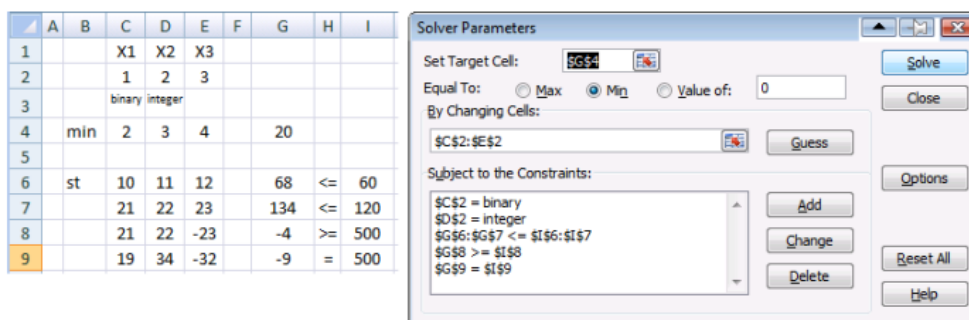 A B C D E F G H I
1 X1 X2 X3
2 1 2 3
3 binary integer
4 min 2 3 4 20
5
6 st 10 11 12 68 <= 60
7 21 22 23 134 <= 120
8 21 22 -23 -4 >= 500
9 19 34 -32 -9 = 500
Solver Parameters
Set Target Cell: $G$4
Solve
Equal To: Max Min Value of: 0
Close
By Changing Cells:
$C$2:$E$2
Guess
Subject to the Constraints:
Options
$C$2 = binary
$D$2 = integer
$G$6:$G$7 <= $I$6:$I$7
$G$8 >= $I$8
$G$9 = $I$9
Add
Change
Delete
Reset All
Help